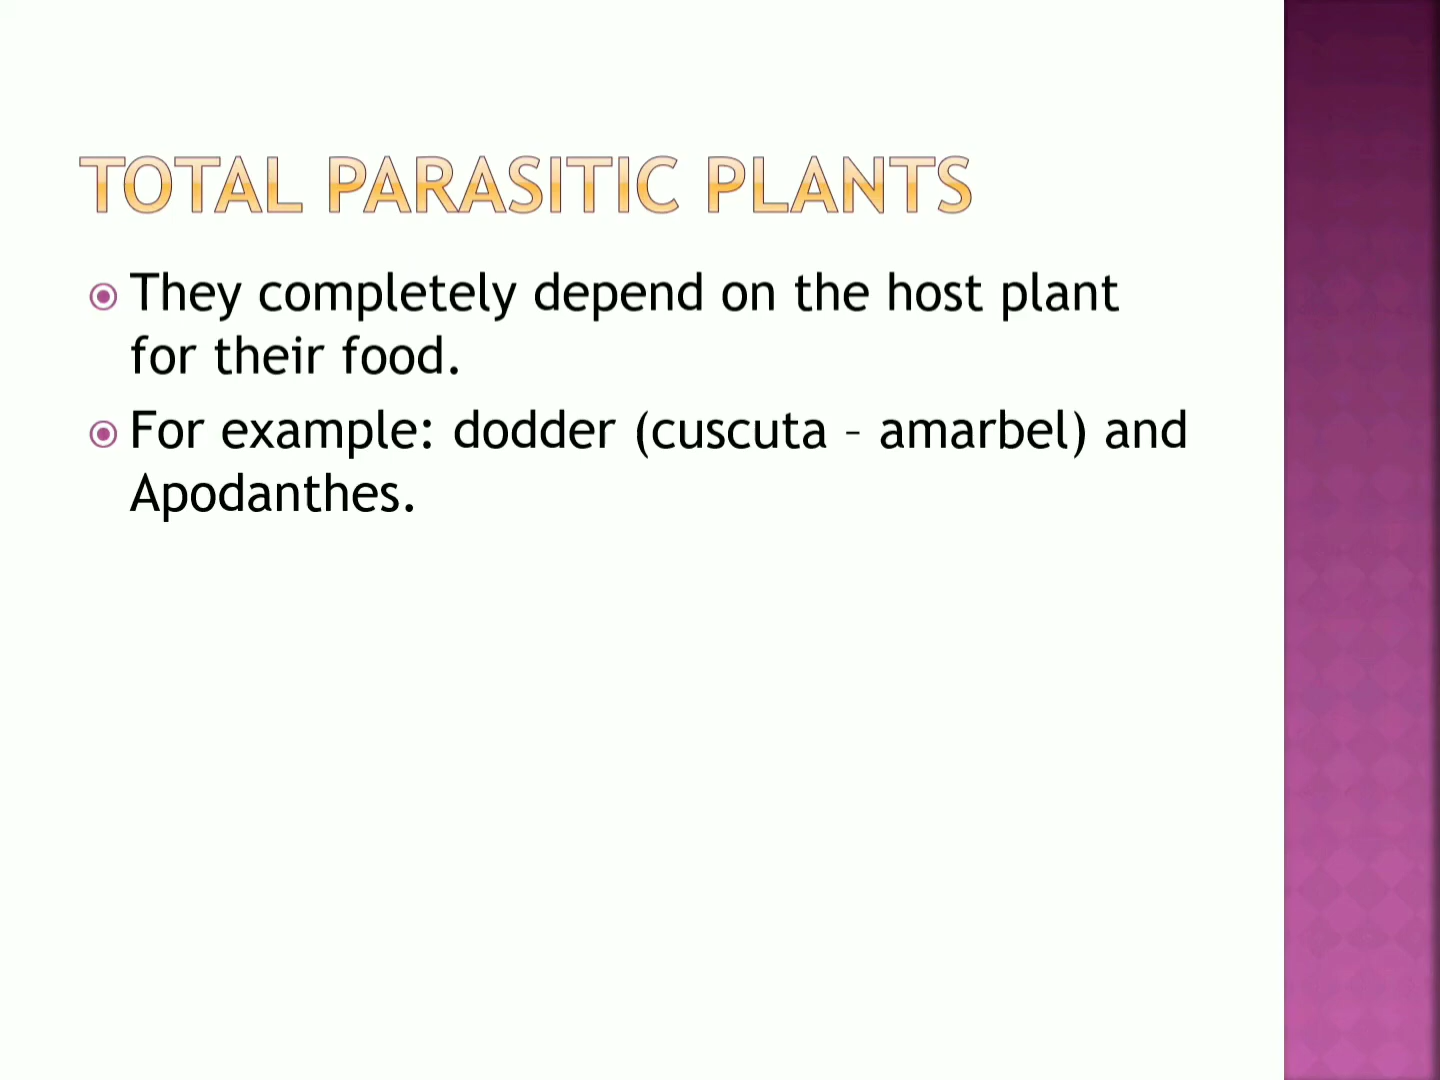 TOTAL PARASITIC PLANTS
They completely depend on the host plant
for their food.
For example: dodder (cuscuta – amarbel) and
Apodanthes.